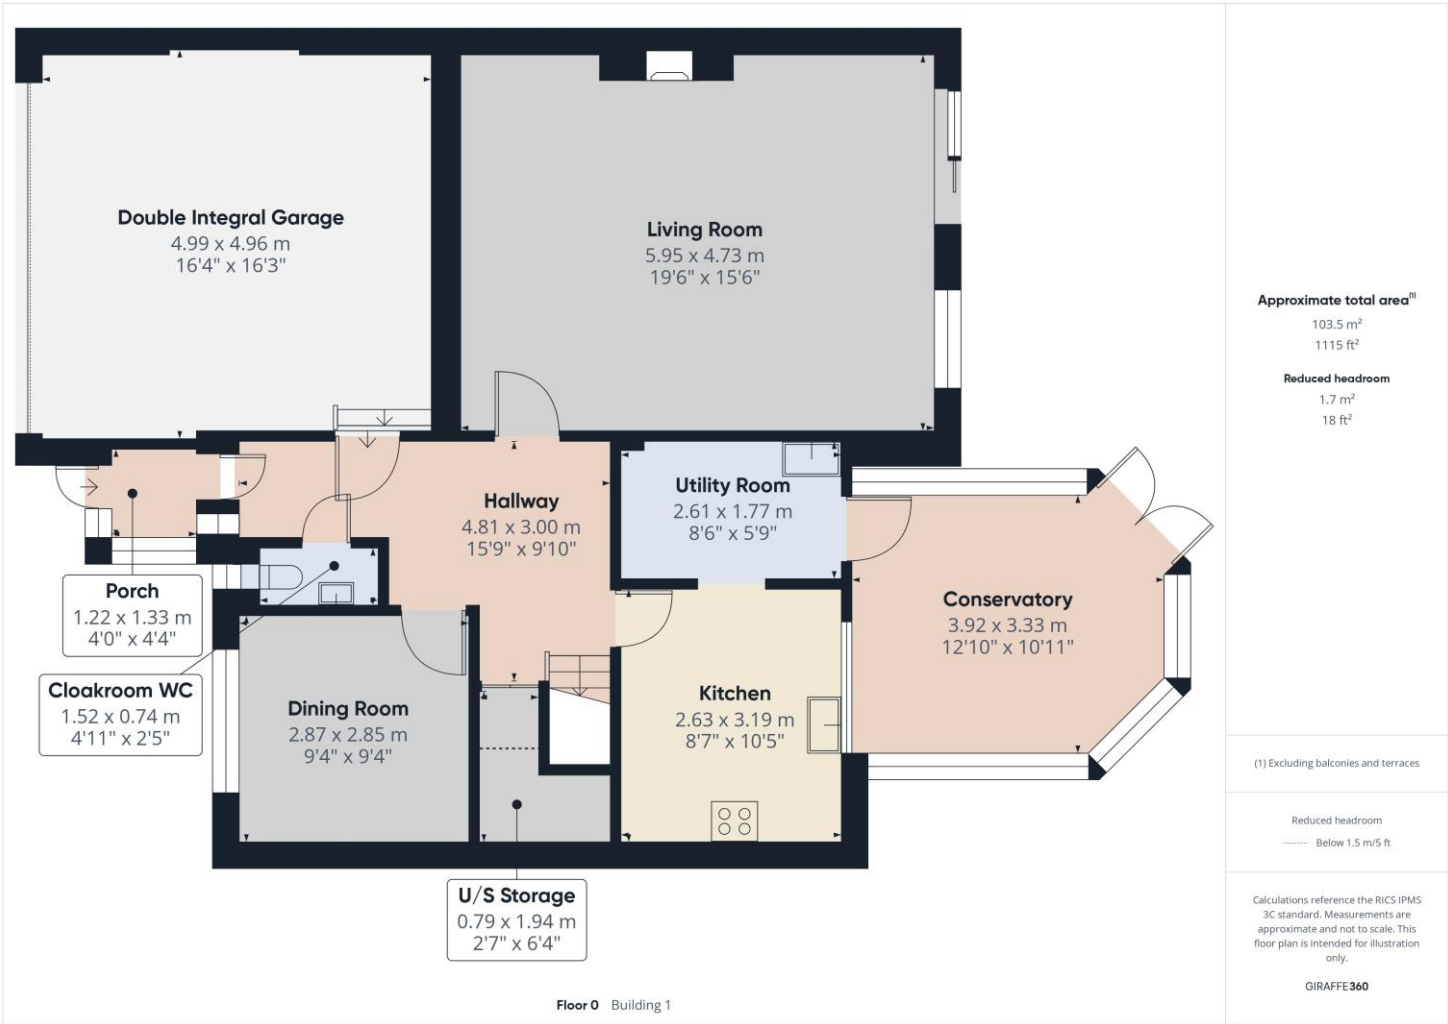 Double Integral Garage
4.99 x 4.96 m
16'4" x 16'3"
Living Room
5.95 x 4.73 m
19'6" x 15'6"
Hallway
4.81 x 3.00 m
15'9" x 9'10"
Utility Room
2.61 x 1.77 m
8'6" x 5'9"
Porch
1.22 x 1.33 m
4'0" x 4'4"
Cloakroom WC
1.52 x 0.74 m
4'11" x 2'5"
Dining Room
2.87 x 2.85 m
9'4" x 9'4"
Kitchen
2.63 x 3.19 m
8'7" x 10'5"
Conservatory
3.92 x 3.33 m
12'10" x 10'11"
U/S Storage
0.79 x 1.94 m
2'7" x 6'4"
Floor 0 Building 1
Approximate total area(1)
103.5 m²
1115 ft²
Reduced headroom
1.7 m²
18 ft²
(1) Excluding balconies and terraces
Reduced headroom
Below 1.5 m/5 ft
Calculations reference the RICS IPMS
3C standard. Measurements are
approximate and not to scale. This
floor plan is intended for illustration
only.
GIRAFFE360